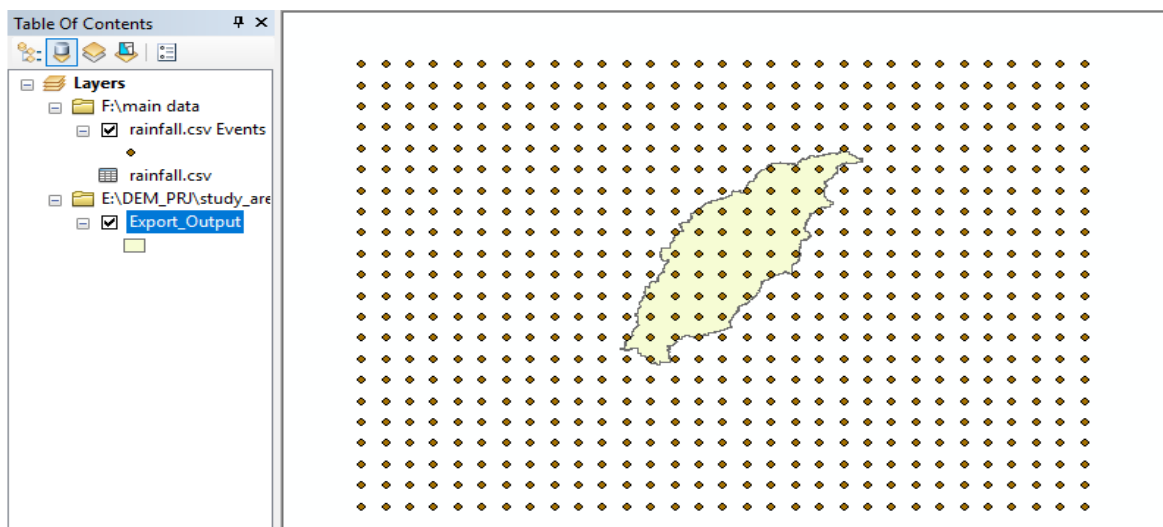 Table Of Contents
Layers
F:\main data
rainfall.csv Events
rainfall.csv
E:\DEM_PRJ\study_are
Export_Output